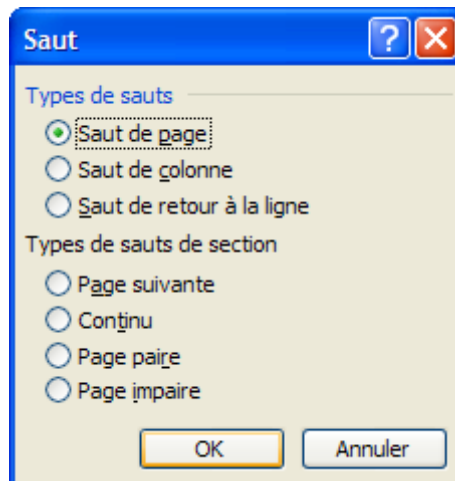 Saut
Types de sauts
Saut de page
Saut de colonne
Saut de retour à la ligne
Types de sauts de section
Page suivante
Continu
Page paire
Page impaire
OK Annuler